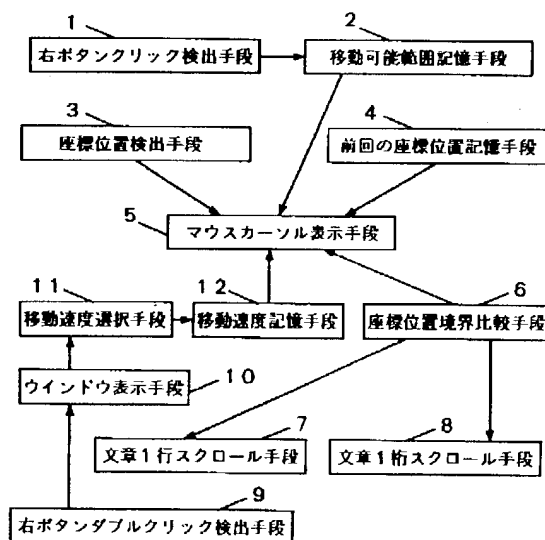 1
右ボタンクリック検出手段
2
移動可能範囲記憶手段
3
座標位置検出手段
4
前回の座標位置記憶手段
5
マウスカーソル表示手段
11
移動速度選択手段
12
移動速度記憶手段
6
座標位置境界比較手段
ウインドウ表示手段
10
7
文章1行スクロール手段
8
文章1桁スクロール手段
9
右ボタンダブルクリック検出手段